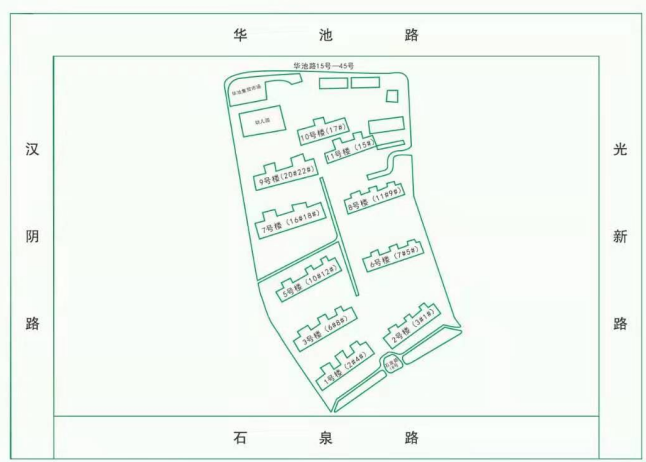 华池路
华池路15号—45号
幼儿园
10号楼(17#)
11号楼(15#)
9号楼(20#22#)
8号楼(11#9#)
7号楼(16#18#)
6号楼(7#5#)
5号楼(10#12#)
3号楼(6#8#)
2号楼(3#1#)
1号楼(2#4#)
汉阴路
光新路
石泉路